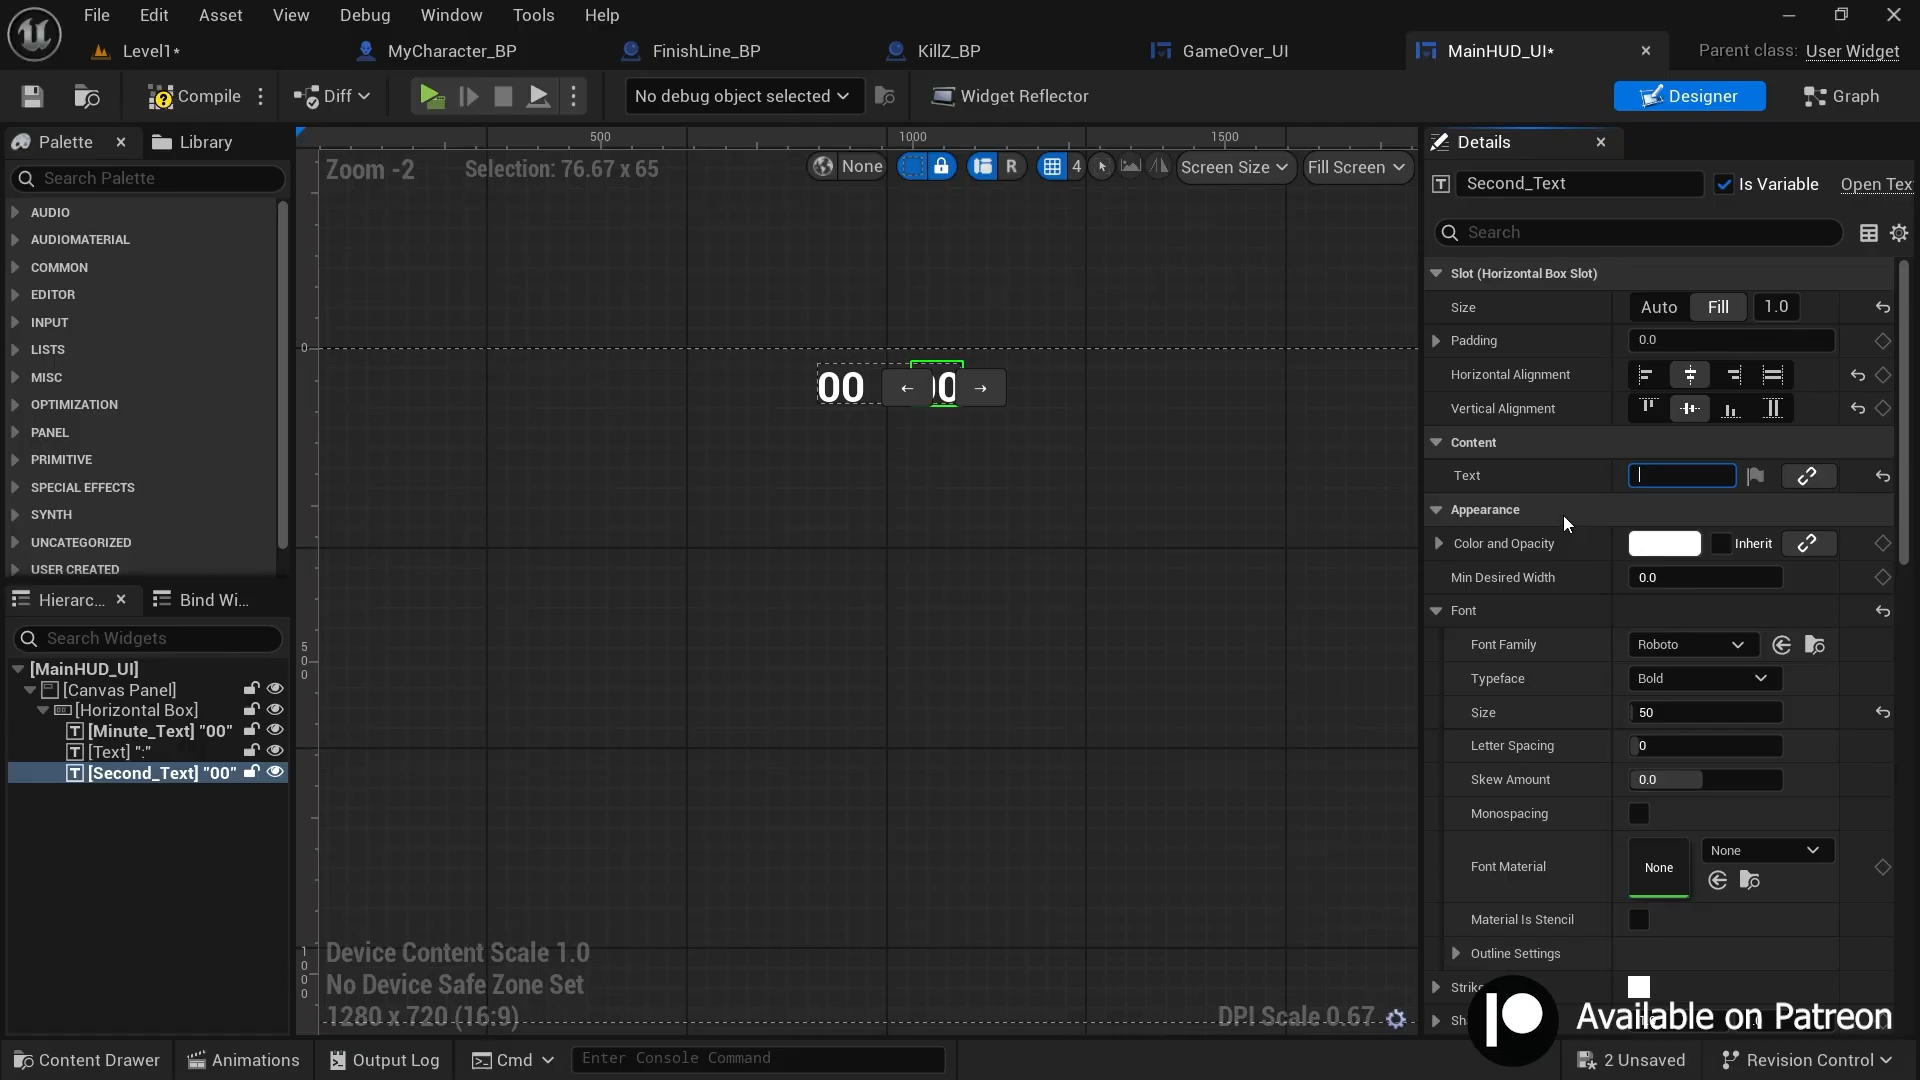 File Edit Asset View Debug Window Tools Help
Level1* MyCharacter_BP FinishLine_BP KillZ_BP GameOver_UI MainHUD_UI* Parent class: User Widget
Compile Diff No debug object selected Widget Reflector Designer Graph
Palette Library
Search Palette
AUDIO
AUDIOMATERIAL
COMMON
EDITOR
INPUT
LISTS
MISC
OPTIMIZATION
PANEL
PRIMITIVE
SPECIAL EFFECTS
SYNTH
UNCATEGORIZED
USER CREATED
Hierarc... Bind Wi...
Search Widgets
[MainHUD_UI]
[Canvas Panel]
[Horizontal Box]
[Minute_Text] "00"
[Text] ":"
[Second_Text] "00"
500 1000 1500
Zoom -2 Selection: 76.67 x 65 None R 4 Screen Size Fill Screen
0
00 ← 00 →
500
1000
Device Content Scale 1.0
No Device Safe Zone Set
1280 x 720 (16:9) DPI Scale 0.67
Details
Second_Text Is Variable Open Tex
Search
Slot (Horizontal Box Slot)
Size Auto Fill 1.0
Padding 0.0
Horizontal Alignment
Vertical Alignment
Content
Text
Appearance
Color and Opacity Inherit
Min Desired Width 0.0
Font
Font Family Roboto
Typeface Bold
Size 50
Letter Spacing 0
Skew Amount 0.0
Monospacing
Font Material None None
Material Is Stencil
Outline Settings
Strike
Sh
Available on Patreon
Content Drawer Animations Output Log Cmd Enter Console Command 2 Unsaved Revision Control